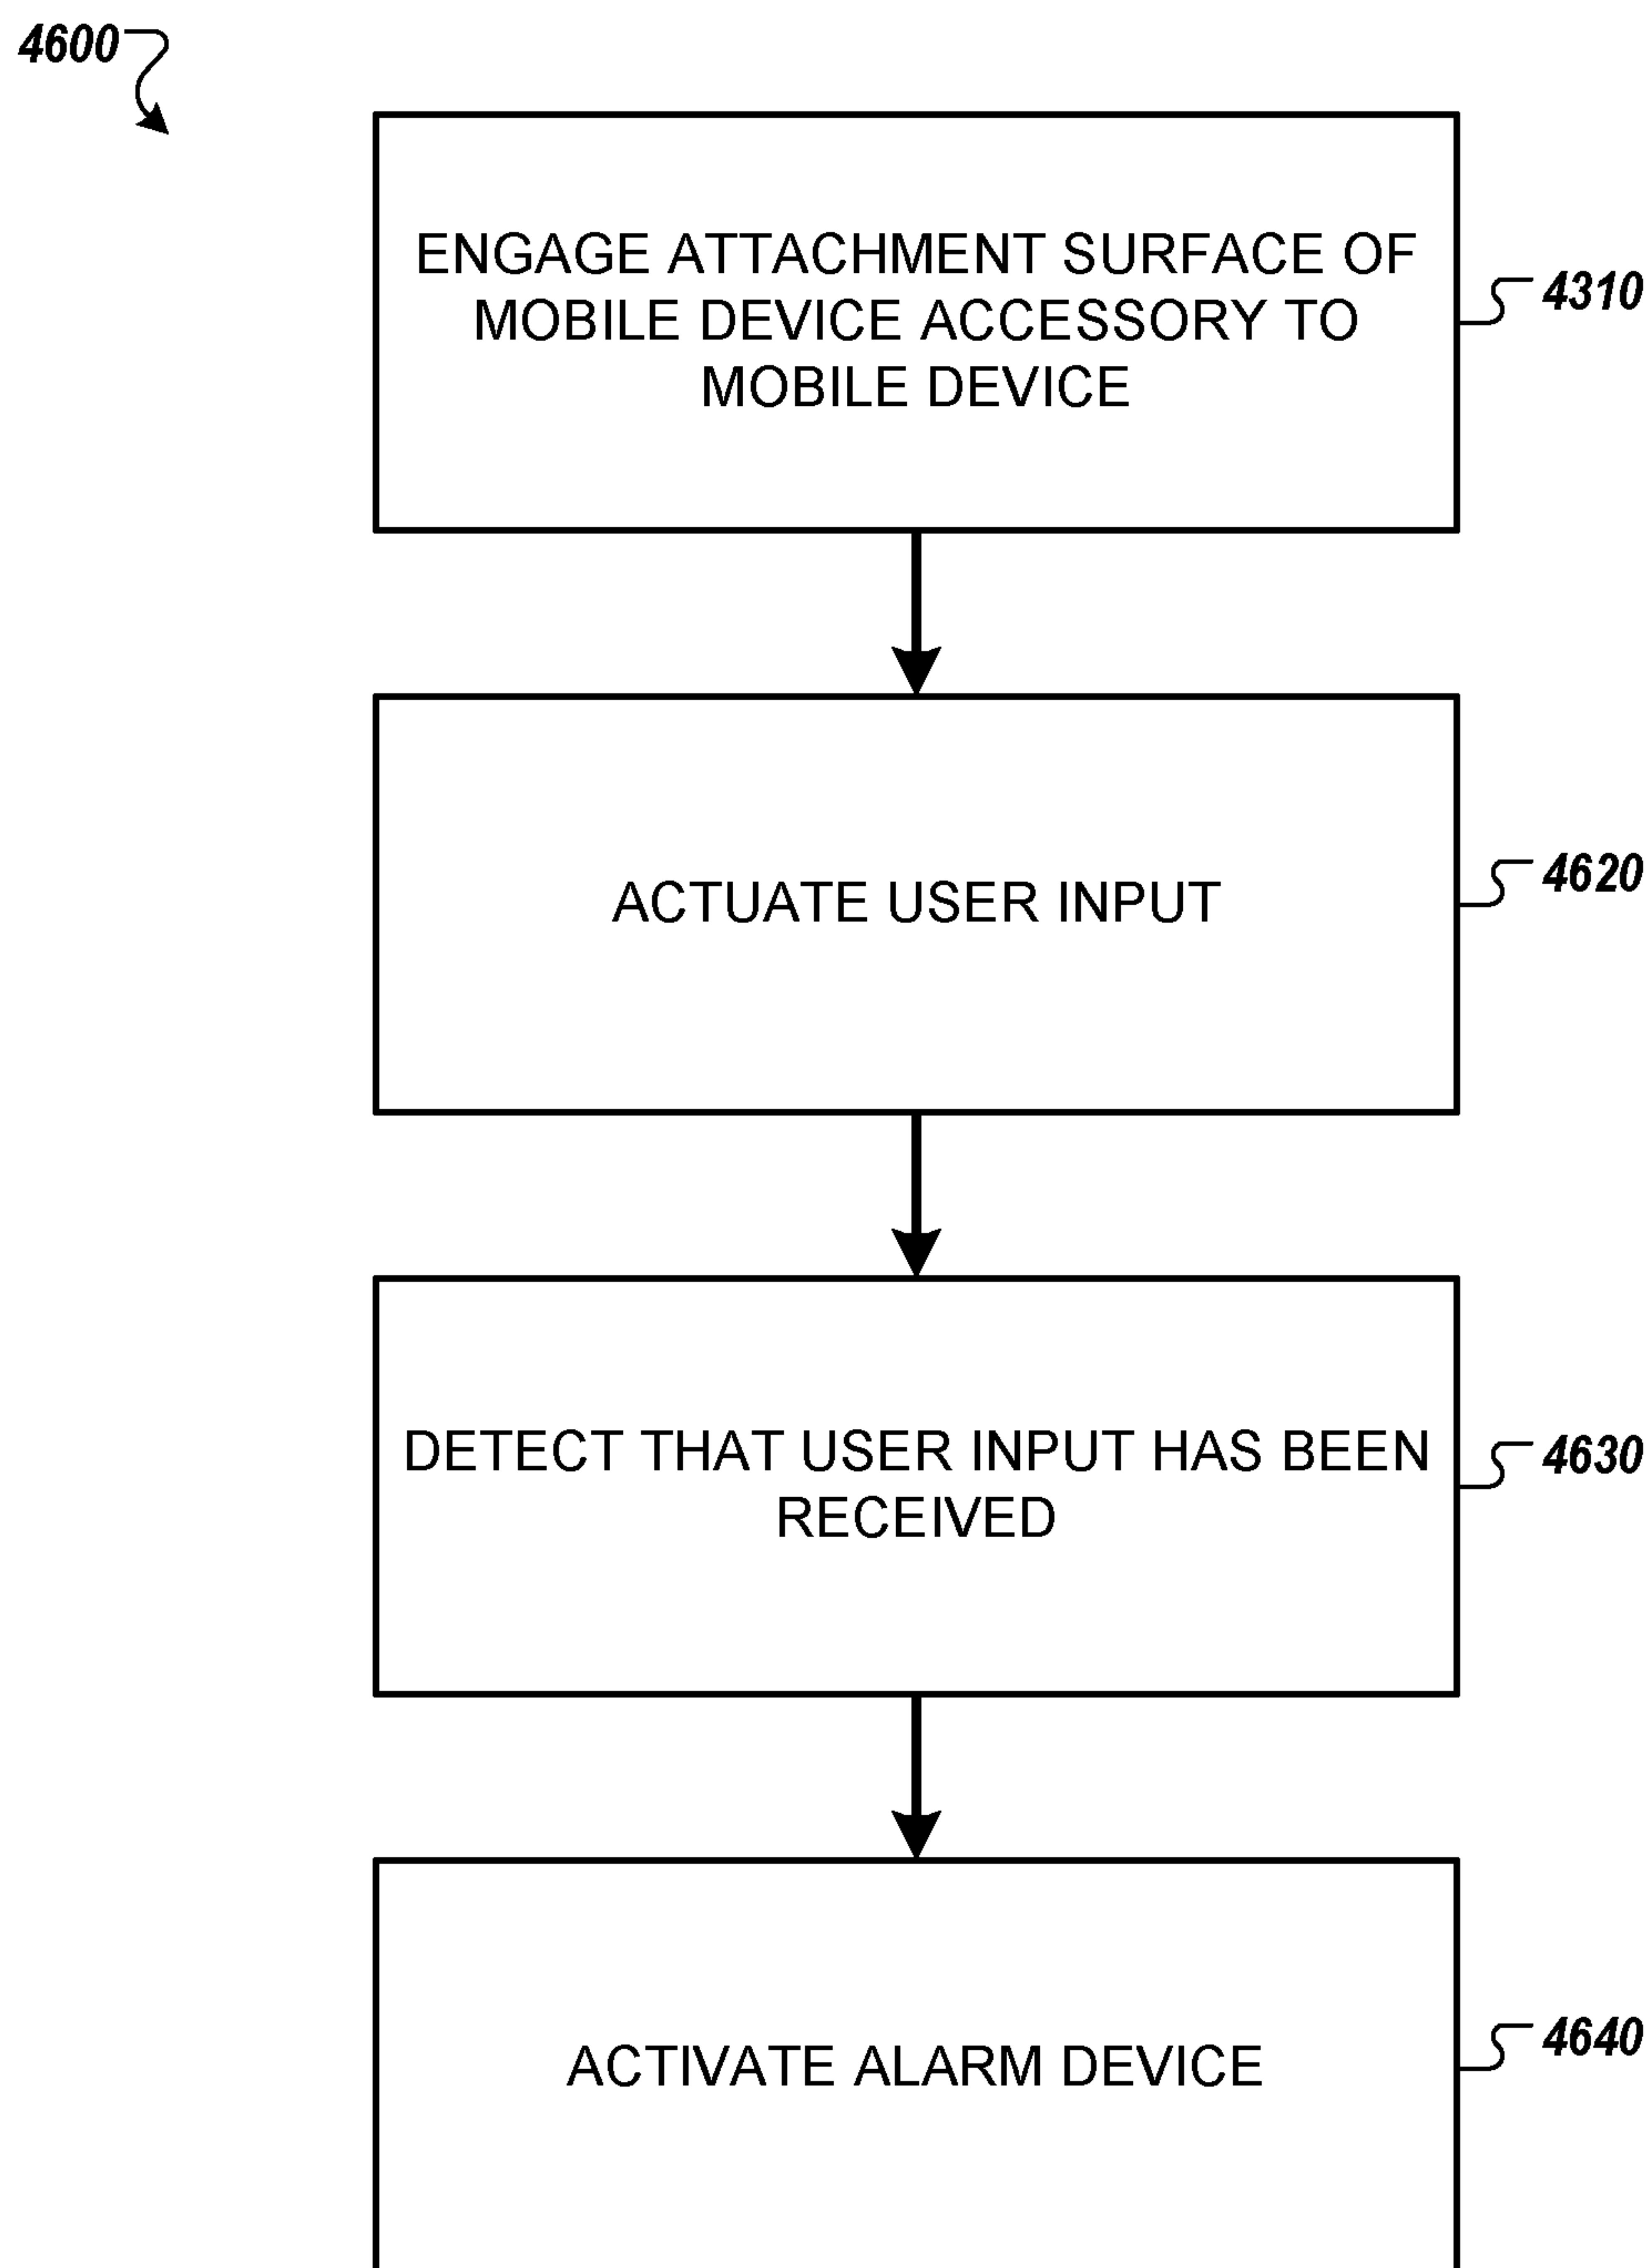 4600
ENGAGE ATTACHMENT SURFACE OF
MOBILE DEVICE ACCESSORY TO
MOBILE DEVICE
4310
ACTUATE USER INPUT
4620
DETECT THAT USER INPUT HAS BEEN
RECEIVED
4630
ACTIVATE ALARM DEVICE
4640